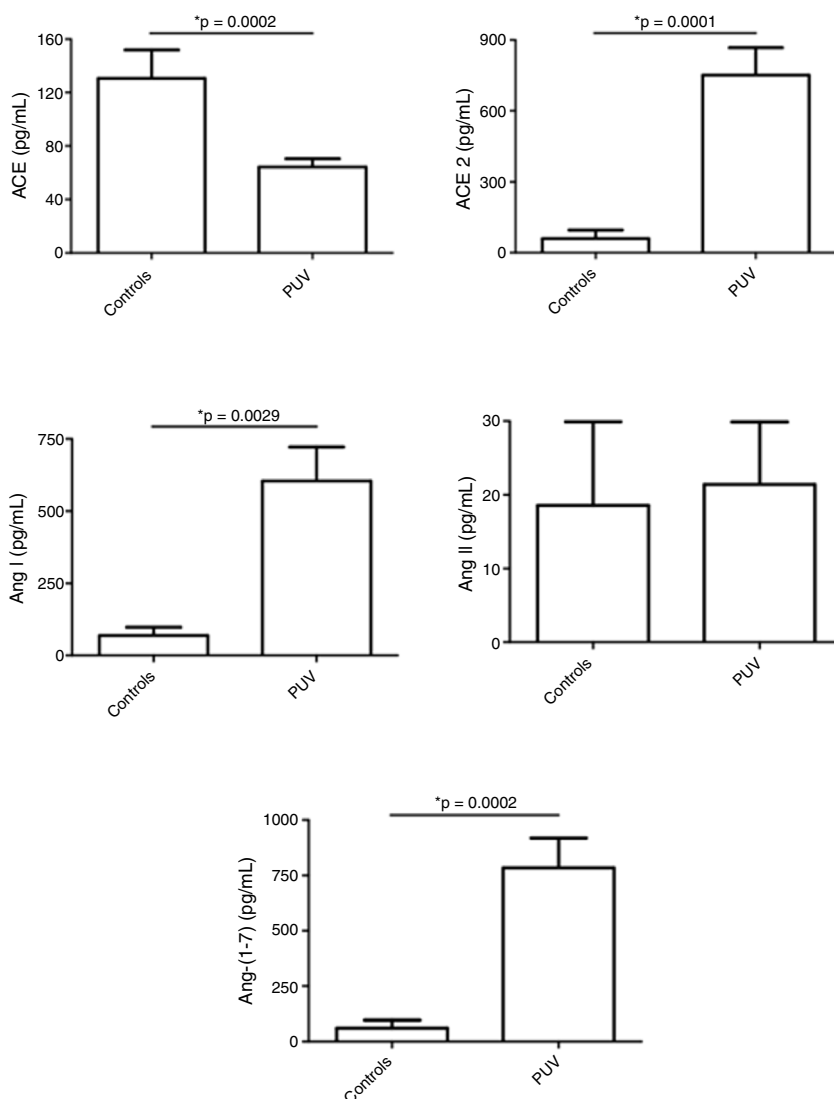 *p = 0.0002
160
120
80
40
0
ACE (pg/mL)
Controls
PUV
*p = 0.0001
900
600
300
0
ACE 2 (pg/mL)
Controls
PUV
*p = 0.0029
750
500
250
0
Ang I (pg/mL)
Controls
PUV
30
20
10
0
Ang II (pg/mL)
Controls
PUV
*p = 0.0002
1000
750
500
250
0
Ang-(1-7) (pg/mL)
Controls
PUV